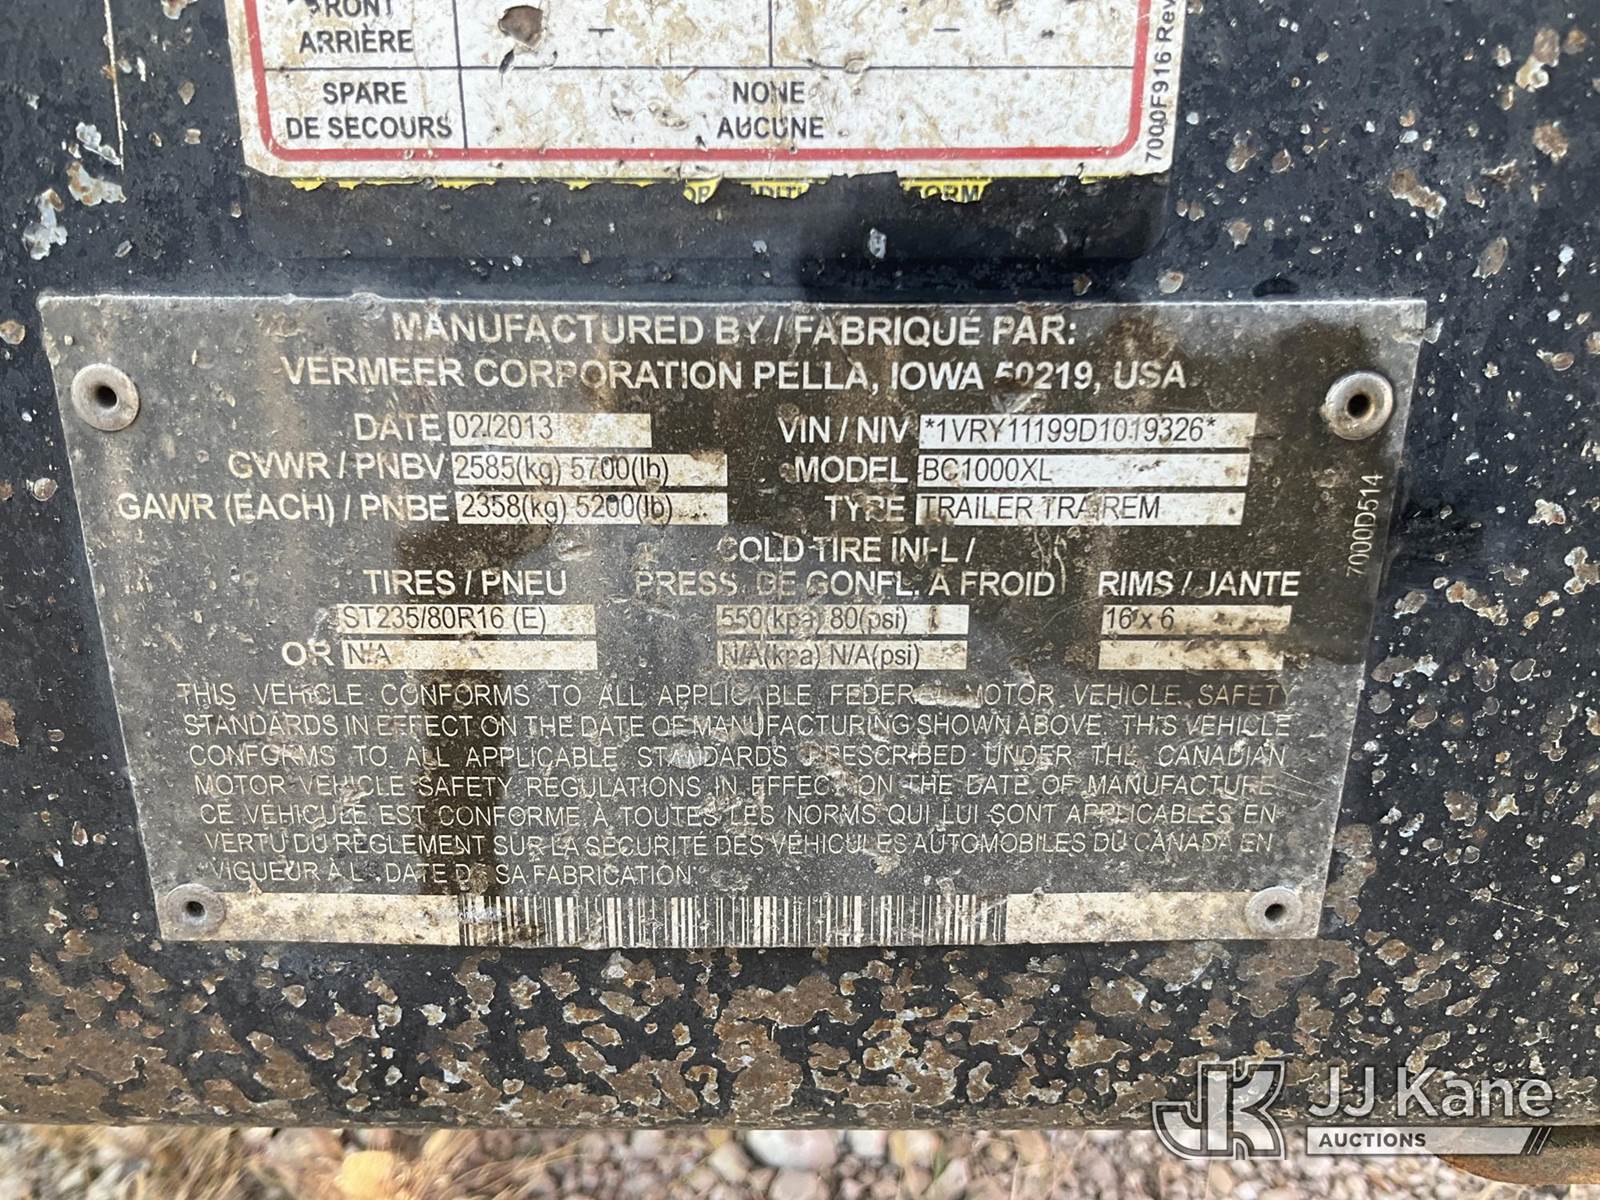 ARRIÈRE
SPARE NONE
DE SECOURS AUCUNE
7000F916 Rev
MANUFACTURED BY / FABRIQUÉ PAR:
VERMEER CORPORATION PELLA, IOWA 50219, USA
DATE 02/2013 VIN / NIV *1VRY11199D1019326*
GVWR / PNBV 2585(kg) 5700(lb) MODEL BC1000XL
GAWR (EACH) / PNBE 2358(kg) 5200(lb) TYPE TRAILER TRA/REM
COLD TIRE INFL /
TIRES / PNEU PRESS. DE GONFL. A FROID RIMS / JANTE
ST235/80R16 (E) 550(kpa) 80(psi) 16 x 6
OR N/A N/A(kpa) N/A(psi)
7000D514
THIS VEHICLE CONFORMS TO ALL APPLICABLE FEDERAL MOTOR VEHICLE SAFETY
STANDARDS IN EFFECT ON THE DATE OF MANUFACTURING SHOWN ABOVE. THIS VEHICLE
CONFORMS TO ALL APPLICABLE STANDARDS PRESCRIBED UNDER THE CANADIAN
MOTOR VEHICLE SAFETY REGULATIONS IN EFFECT ON THE DATE OF MANUFACTURE
CE VÉHICULE EST CONFORME À TOUTES LES NORMS QUI LUI SONT APPLICABLES EN
VERTU DU RÈGLEMENT SUR LA SÉCURITÉ DES VÉHICULES AUTOMOBILES DU CANADA EN
VIGUEUR À LA DATE DE SA FABRICATION
JJ Kane
AUCTIONS